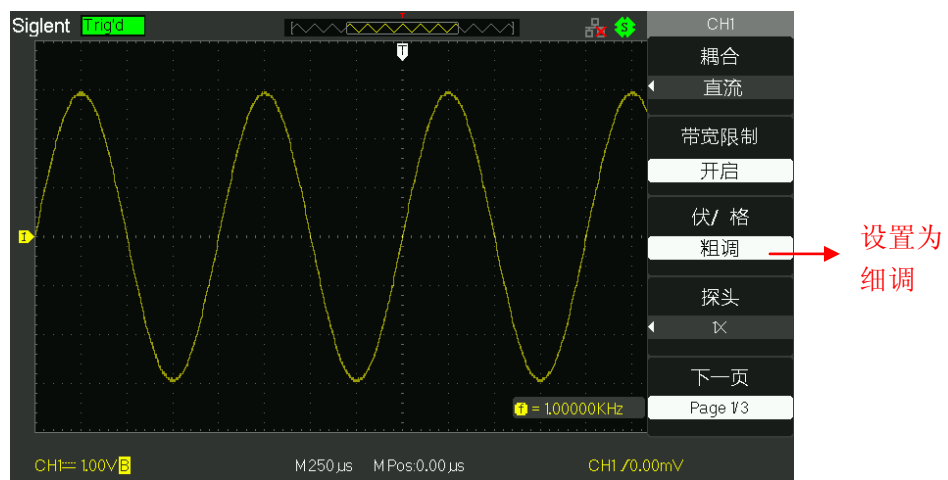 Siglent Trig'd
T
S
CH1
耦合
直流
带宽限制
开启
伏/ 格
粗调
设置为
细调
探头
1X
下一页
Page 1/3
1
f = 1.00000KHz
CH1 1.00V B
M 250μs M Pos:0.00μs
CH1 0.00mV